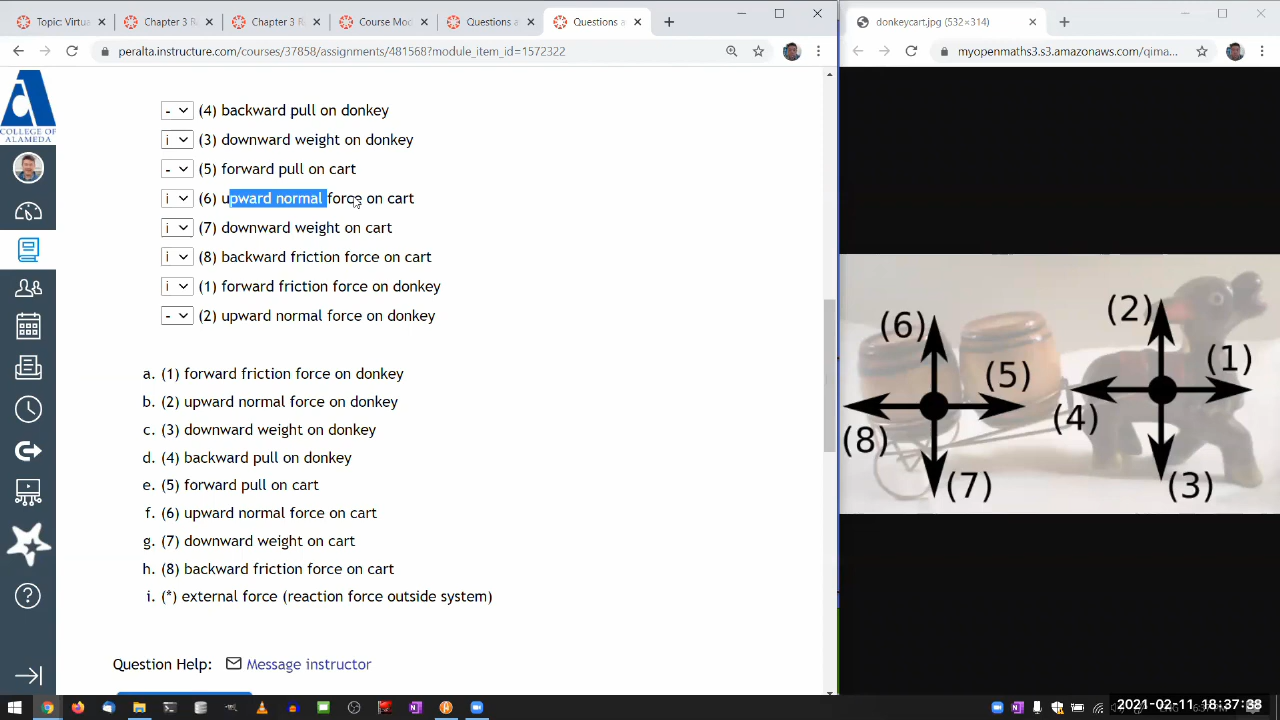 Topic: Virtua
Chapter 3 R
Chapter 3 R
Course Mod
Questions a
Questions a
peralta.instructure.com/courses/37858/assignments/481568?module_item_id=1572322
COLLEGE OF
ALAMEDA
- (4) backward pull on donkey
i (3) downward weight on donkey
- (5) forward pull on cart
i (6) upward normal force on cart
i (7) downward weight on cart
i (8) backward friction force on cart
i (1) forward friction force on donkey
- (2) upward normal force on donkey
a. (1) forward friction force on donkey
b. (2) upward normal force on donkey
c. (3) downward weight on donkey
d. (4) backward pull on donkey
e. (5) forward pull on cart
f. (6) upward normal force on cart
g. (7) downward weight on cart
h. (8) backward friction force on cart
i. (*) external force (reaction force outside system)
Question Help: Message instructor
donkeycart.jpg (532×314)
myopenmaths3.s3.amazonaws.com/qima...
(2)
(6)
(1)
(5)
(4)
(8)
(7)
(3)
2021-02-11 18:37:38